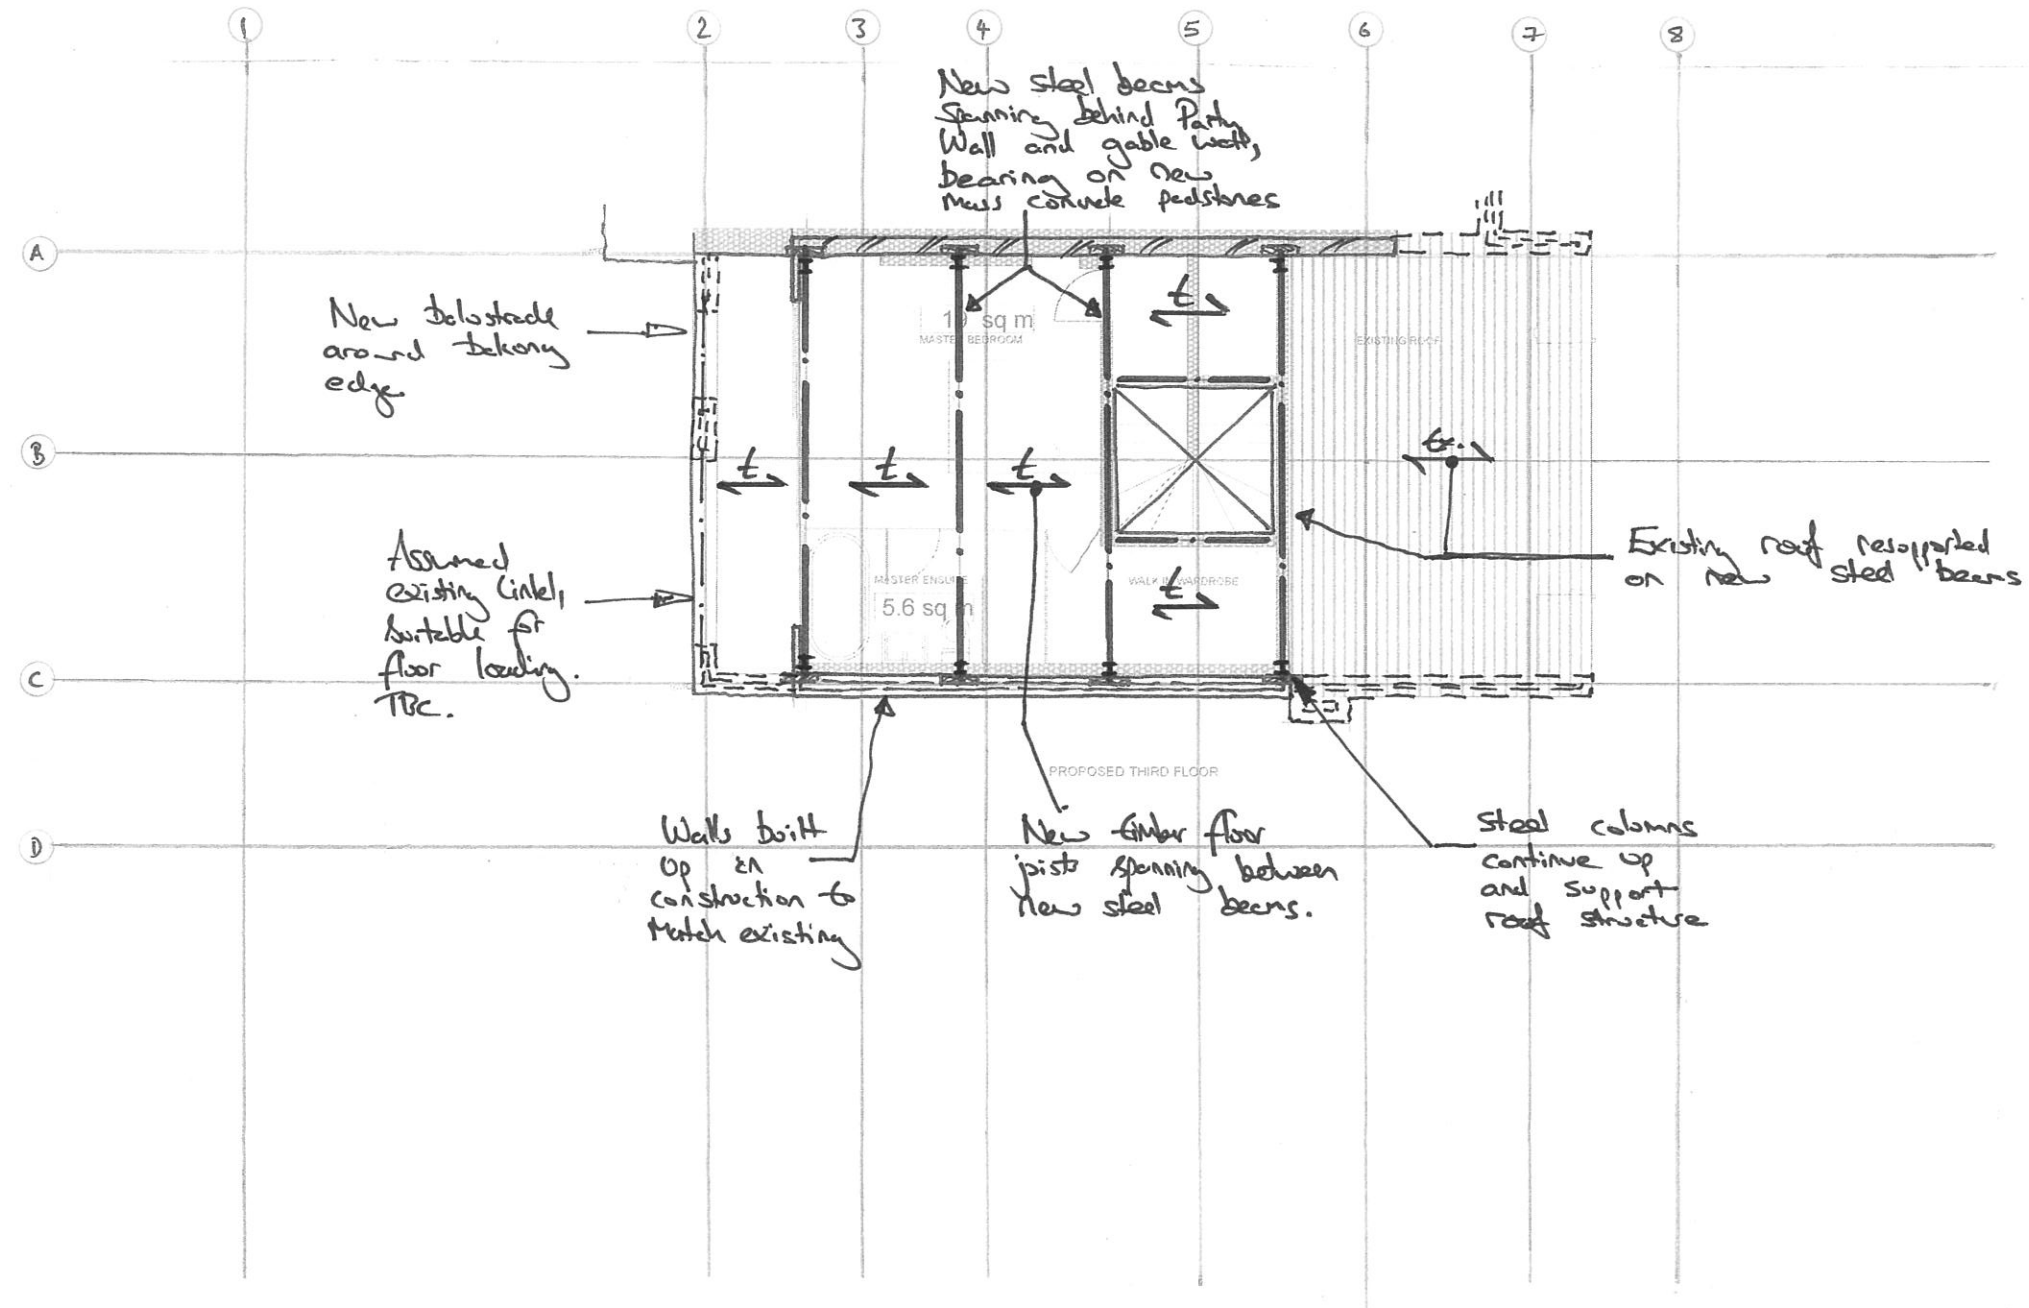 1 2 3 4 5 6 7 8
New steel beams
spanning behind Party
Wall and gable wall,
bearing on new
mass concrete padstones
A
B
C
D
New balustrade
around balcony
edge.
t
sq m
MASTER BEDROOM
EXISTING ROOF
t t t
ex.
Assumed
existing lintel,
suitable for
floor loading.
TBC.
Existing roof resupported
on new steel beams
MASTER ENSUITE
5.6 sq m
WALK IN WARDROBE
t
PROPOSED THIRD FLOOR
Walls built
up in
construction to
match existing
New timber floor
joists spanning between
new steel beams.
Steel columns
continue up
and support
roof structure